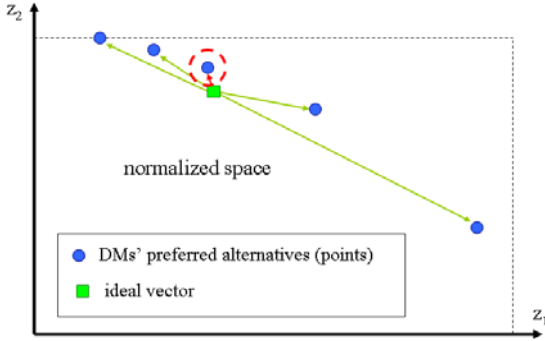 z2
normalized space
DMs' preferred alternatives (points)
ideal vector
z1